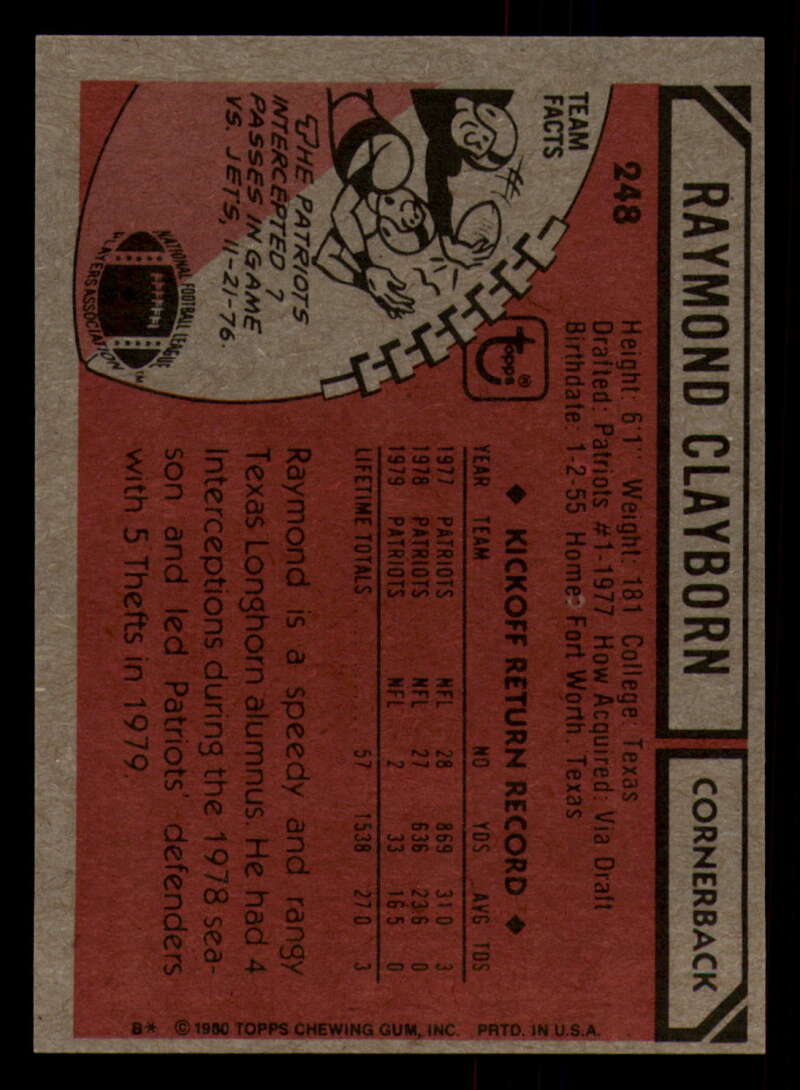 RAYMOND CLAYBORN
CORNERBACK
248
Height: 6'1" Weight: 181 College: Texas
Drafted: Patriots #1-1977 How Acquired: Via Draft
Birthdate: 1-2-55 Home: Fort Worth, Texas
TEAM
FACTS
THE PATRIOTS
INTERCEPTED 7
PASSES IN GAME
VS. JETS, 11-21-76.
NATIONAL FOOTBALL LEAGUE
PLAYERS ASSOCIATION
TM
topps ®
◆ KICKOFF RETURN RECORD ◆
YEAR TEAM NO YDS AVG TDS
1977 PATRIOTS NFL 28 869 31.0 3
1978 PATRIOTS NFL 27 636 23.6 0
1979 PATRIOTS NFL 2 33 16.5 0
LIFETIME TOTALS 57 1538 27.0 3
Raymond is a speedy and rangy
Texas Longhorn alumnus. He had 4
Interceptions during the 1978 sea-
son and led Patriots' defenders
with 5 Thefts in 1979.
B* © 1980 TOPPS CHEWING GUM, INC. PRTD. IN U.S.A.